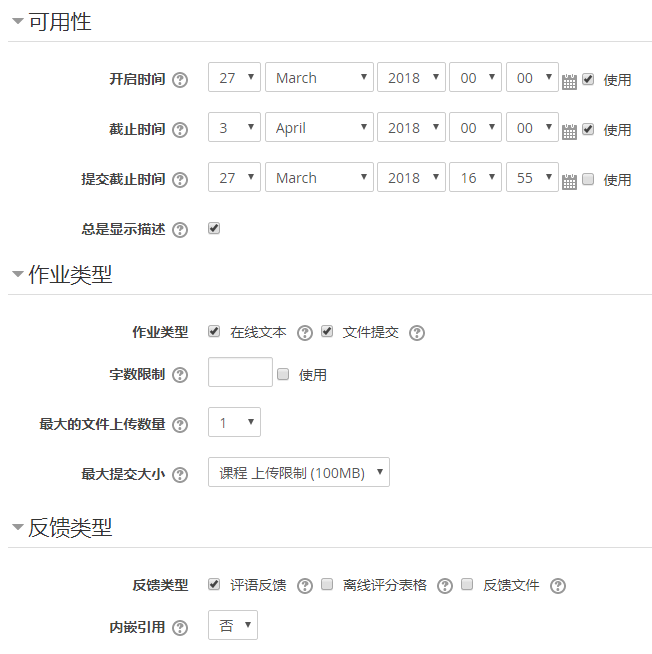 可用性
开启时间 27 March 2018 00 00 使用
截止时间 3 April 2018 00 00 使用
提交截止时间 27 March 2018 16 55 使用
总是显示描述
作业类型
作业类型 在线文本 文件提交
字数限制 使用
最大的文件上传数量 1
最大提交大小 课程 上传限制 (100MB)
反馈类型
反馈类型 评语反馈 离线评分表格 反馈文件
内嵌引用 否